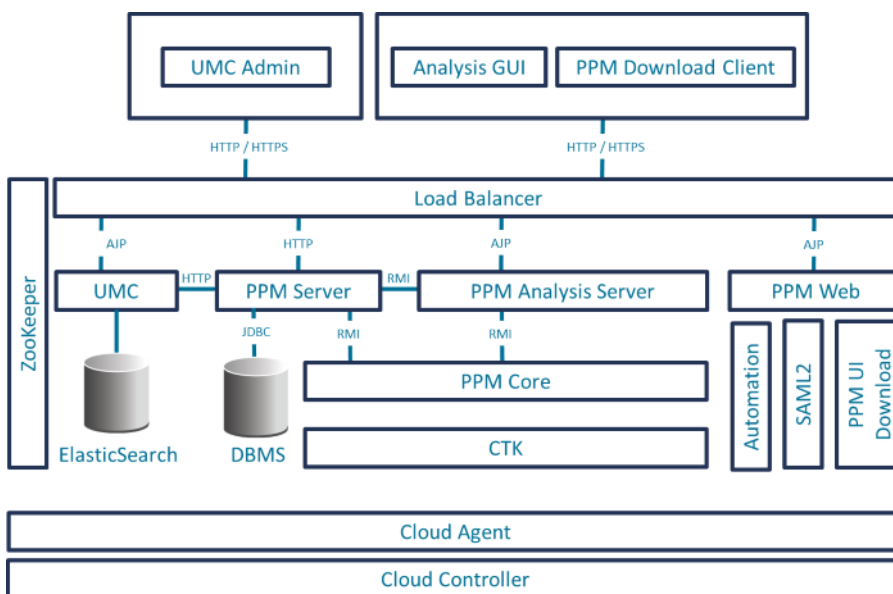 UMC Admin
Analysis GUI
PPM Download Client
HTTP / HTTPS
HTTP / HTTPS
ZooKeeper
Load Balancer
AJP
HTTP
AJP
AJP
UMC
HTTP
PPM Server
RMI
PPM Analysis Server
PPM Web
JDBC
RMI
RMI
PPM Core
Automation
SAML2
PPM UI
Download
ElasticSearch
DBMS
CTK
Cloud Agent
Cloud Controller